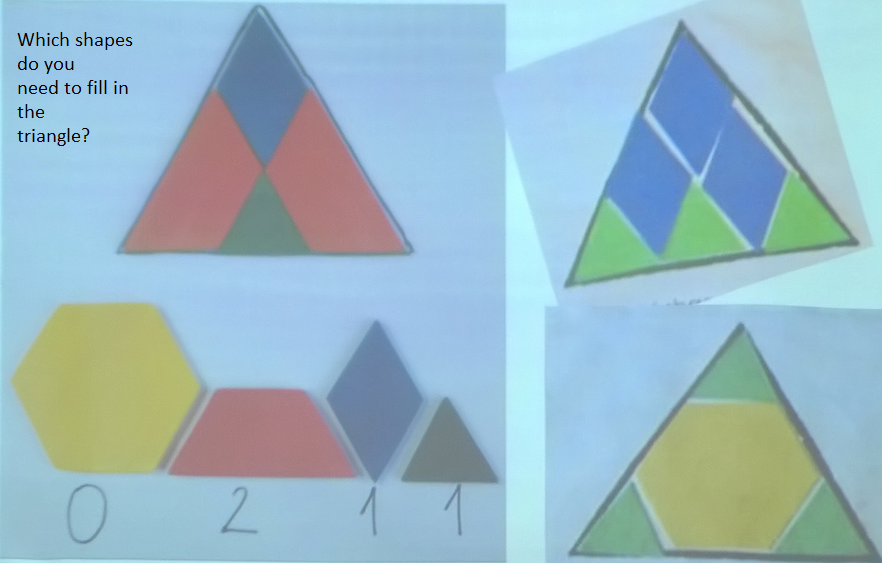 Which shapes
do you
need to fill in
the
triangle?
0 2 1 1